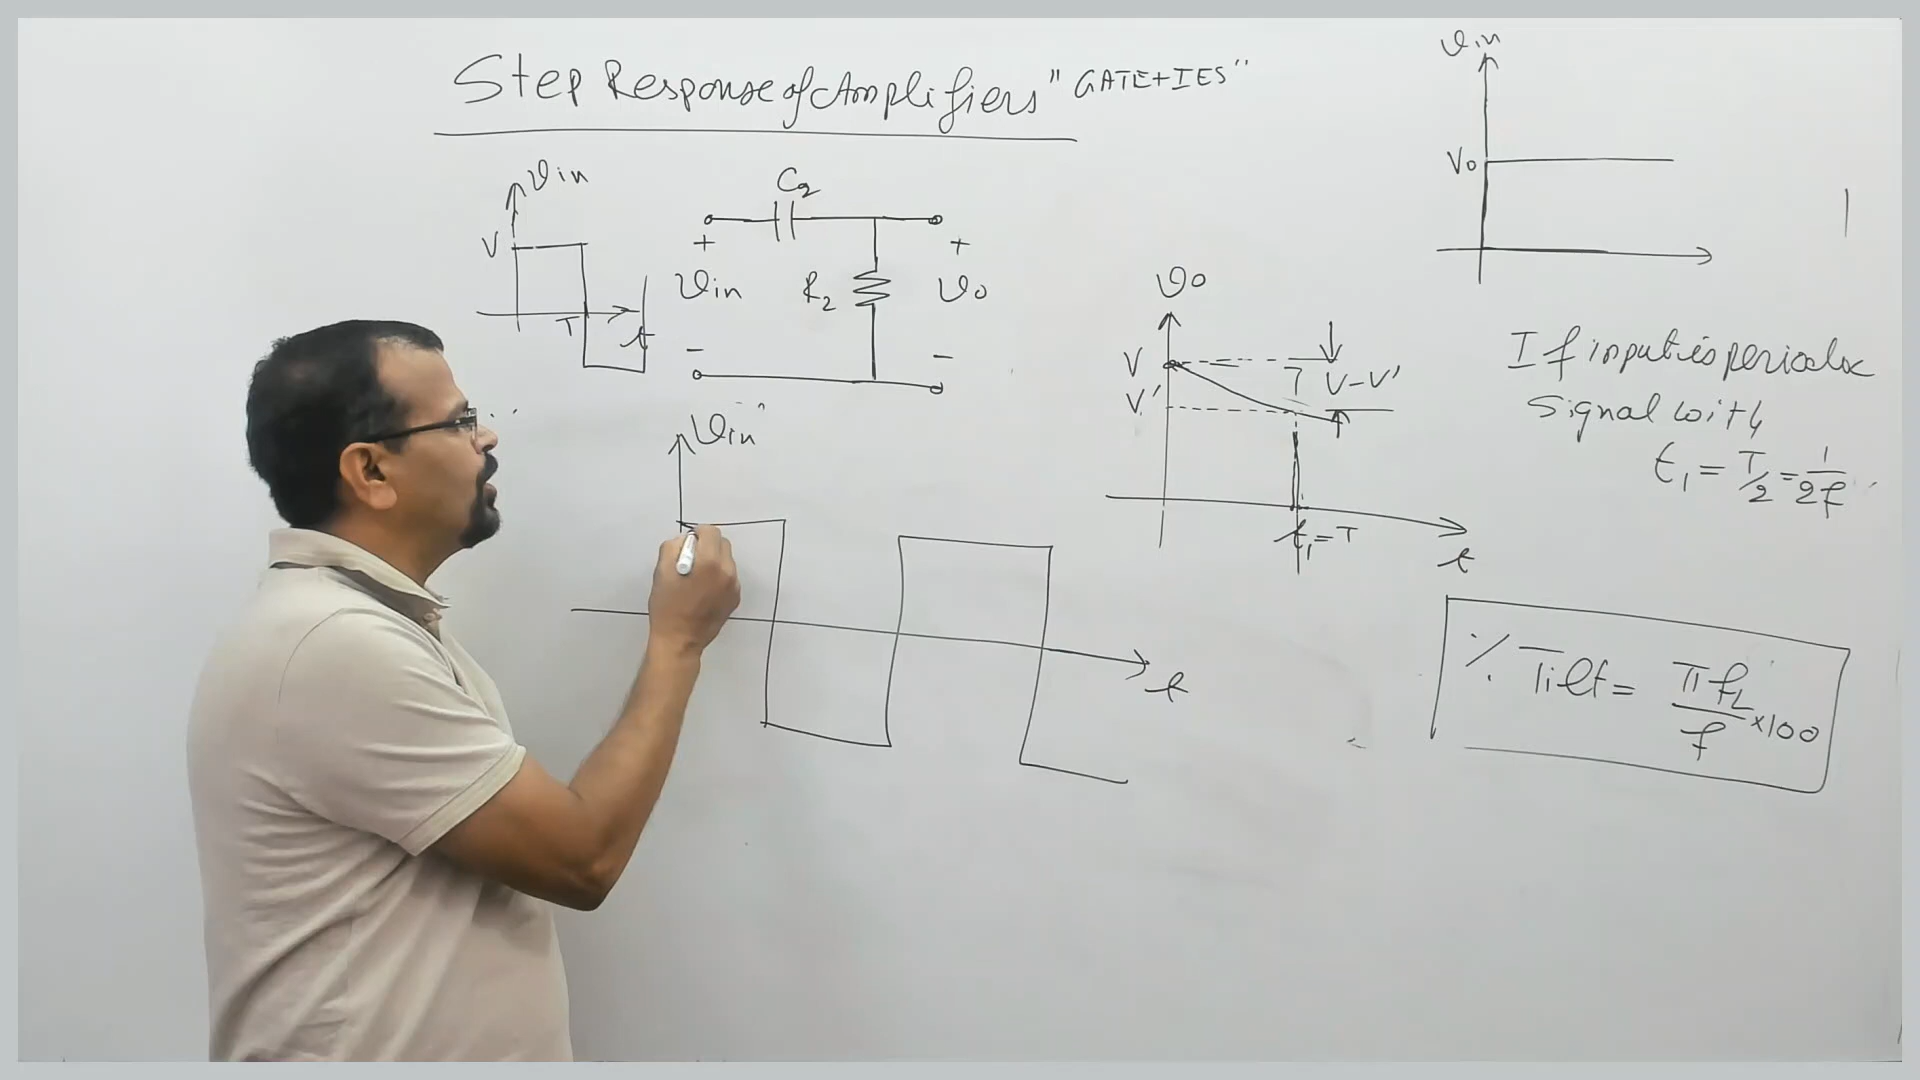 Step Response of Amplifiers "GATE+IES"
Vin
V
T
t
C2
+
Vin
-
R2
+
Vo
-
Vin
t
Vo
V
V'
V-V'
t1=T
t
Vin
Vo
If input is periodic
signal with
t1 = T/2 = 1/2f
% Tilt = πfL/f ×100